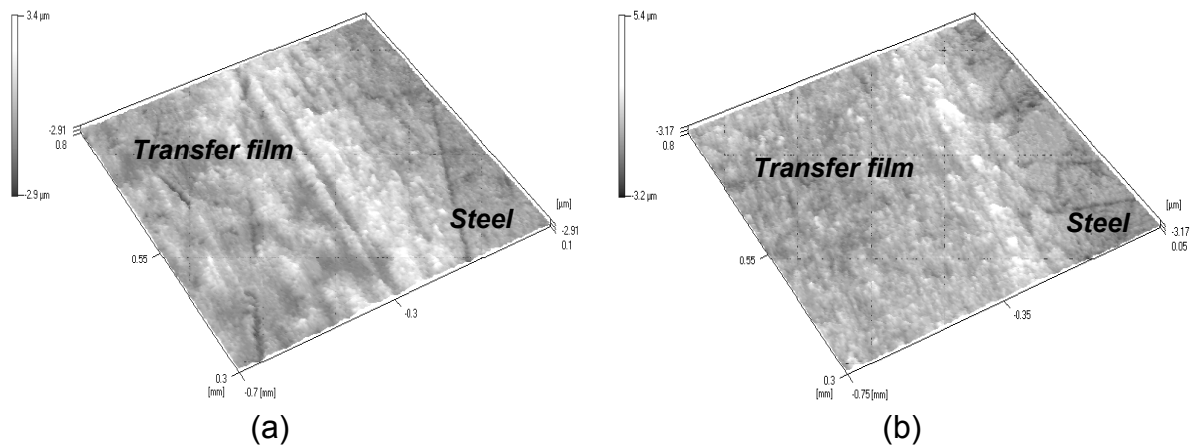 3.4 µm
-2.9 µm
-2.91
0.8
0.55
0.3
[mm]
-0.7 [mm]
-0.3
[µm]
-2.91
0.1
Transfer film
Steel
(a)
5.4 µm
-3.2 µm
-3.17
0.8
0.55
0.3
[mm]
-0.75 [mm]
-0.35
[µm]
-3.17
0.05
Transfer film
Steel
(b)